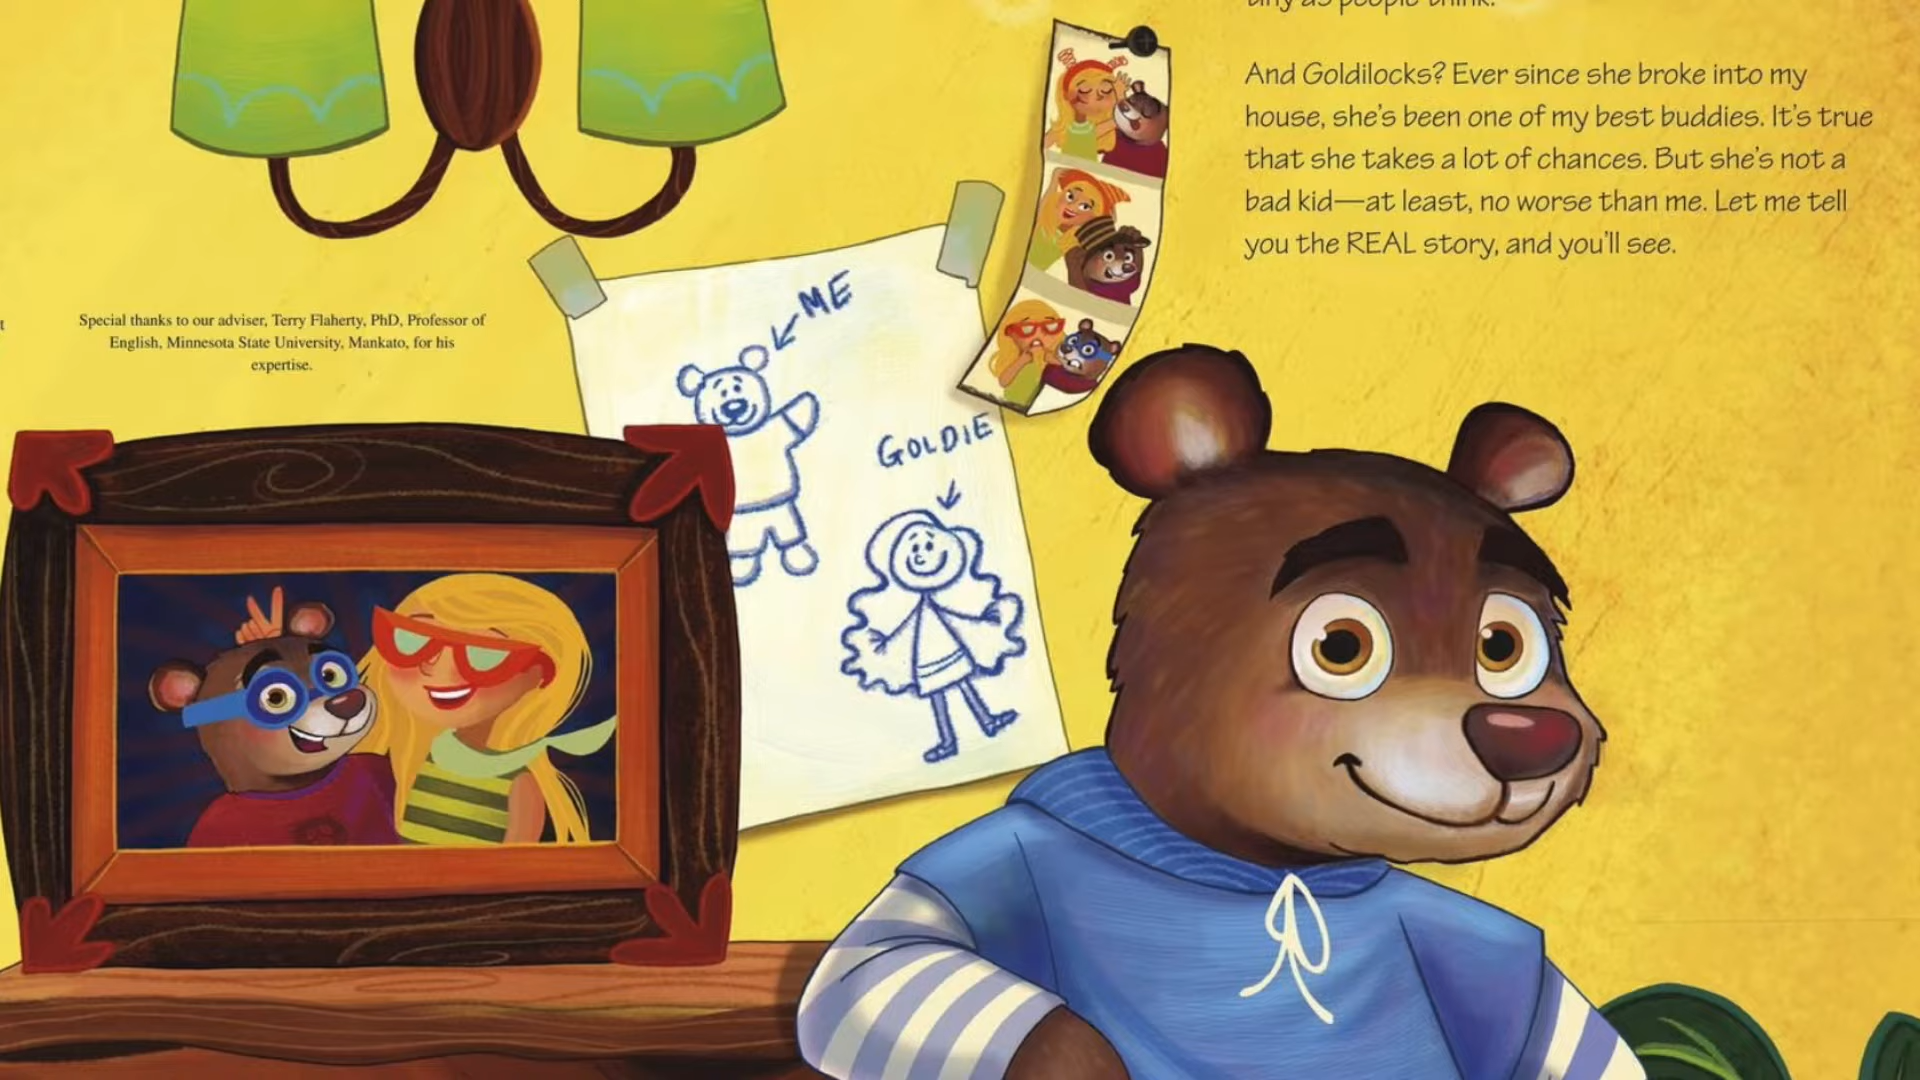 as people think.
And Goldilocks? Ever since she broke into my
house, she's been one of my best buddies. It's true
that she takes a lot of chances. But she's not a
bad kid—at least, no worse than me. Let me tell
you the REAL story, and you'll see.
Special thanks to our adviser, Terry Flaherty, PhD, Professor of
English, Minnesota State University, Mankato, for his
expertise.
ME
GOLDIE